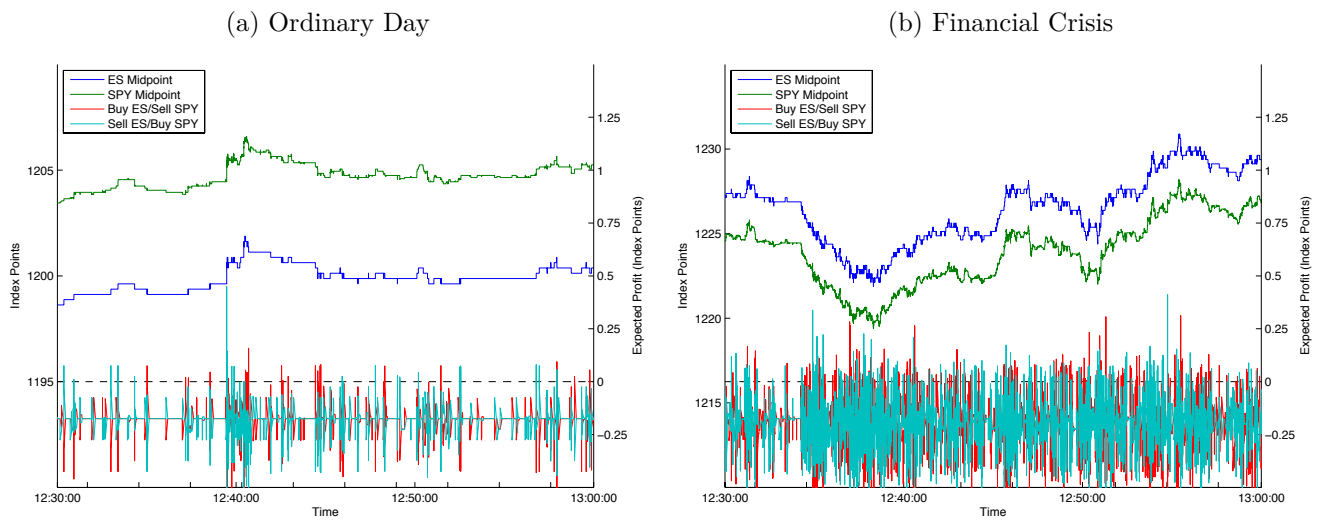 (a) Ordinary Day
ES Midpoint
SPY Midpoint
Buy ES/Sell SPY
Sell ES/Buy SPY
1205
1200
1195
Index Points
1.25
1
0.75
0.5
0.25
0
−0.25
Expected Profit (Index Points)
12:30:00
12:40:00
12:50:00
13:00:00
Time
(b) Financial Crisis
ES Midpoint
SPY Midpoint
Buy ES/Sell SPY
Sell ES/Buy SPY
1230
1225
1220
1215
Index Points
1.25
1
0.75
0.5
0.25
0
−0.25
Expected Profit (Index Points)
12:30:00
12:40:00
12:50:00
13:00:00
Time